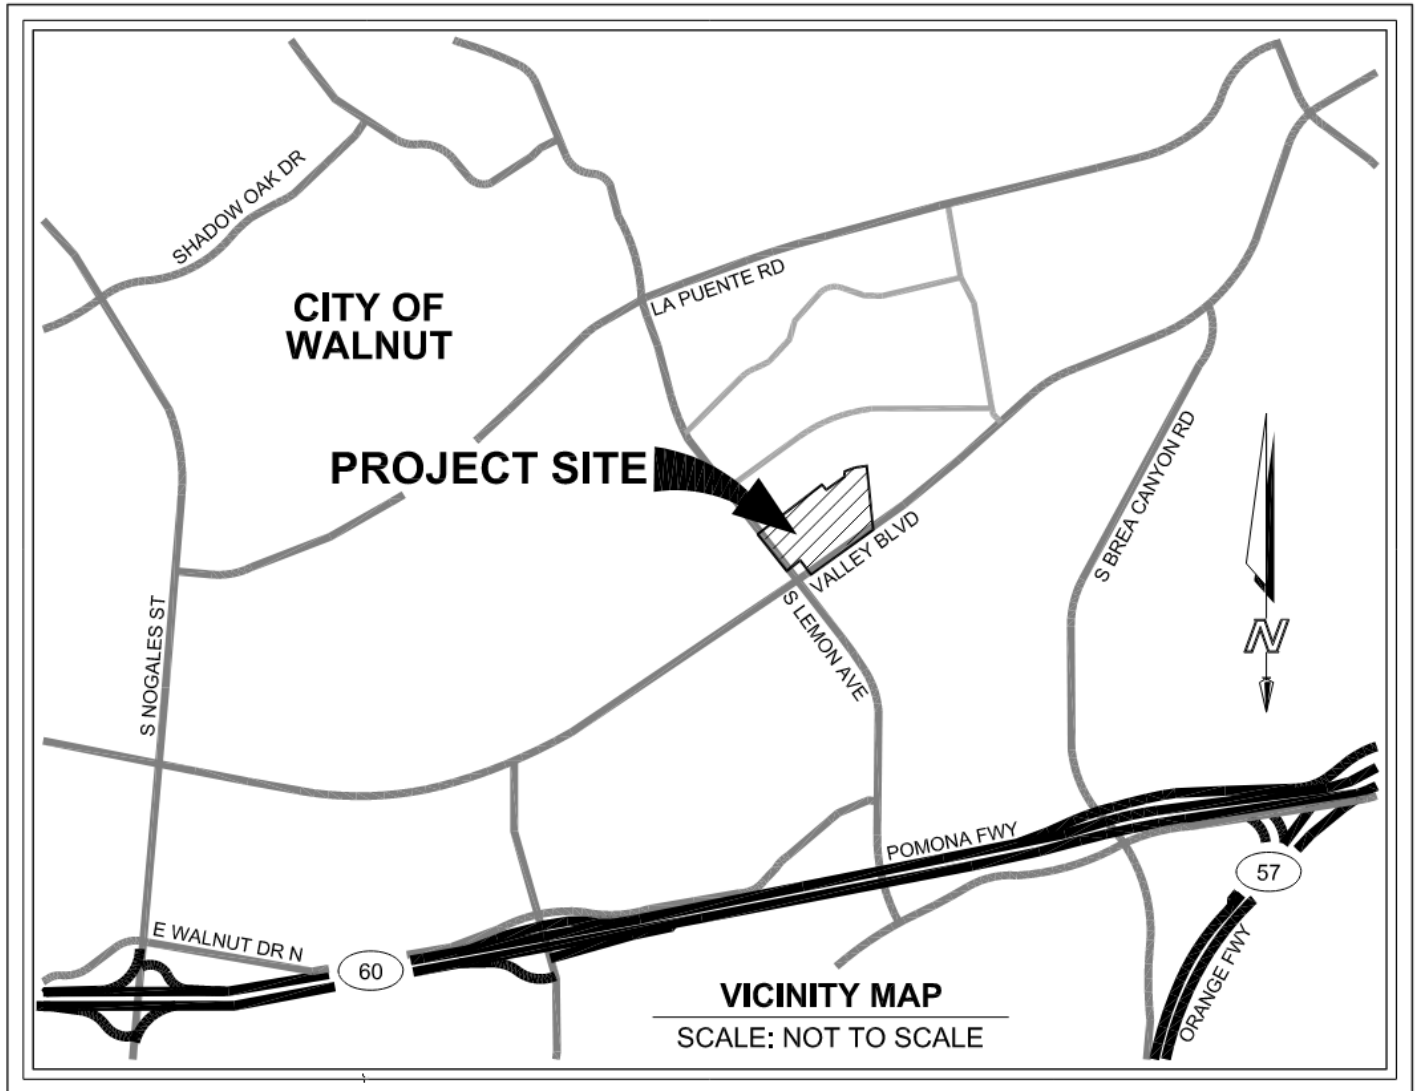 SHADOW OAK DR
CITY OF
WALNUT
LA PUENTE RD
PROJECT SITE
S BREA CANYON RD
VALLEY BLVD
S LEMON AVE
S NOGALES ST
N
POMONA FWY
57
E WALNUT DR N
60
ORANGE FWY
VICINITY MAP
SCALE: NOT TO SCALE